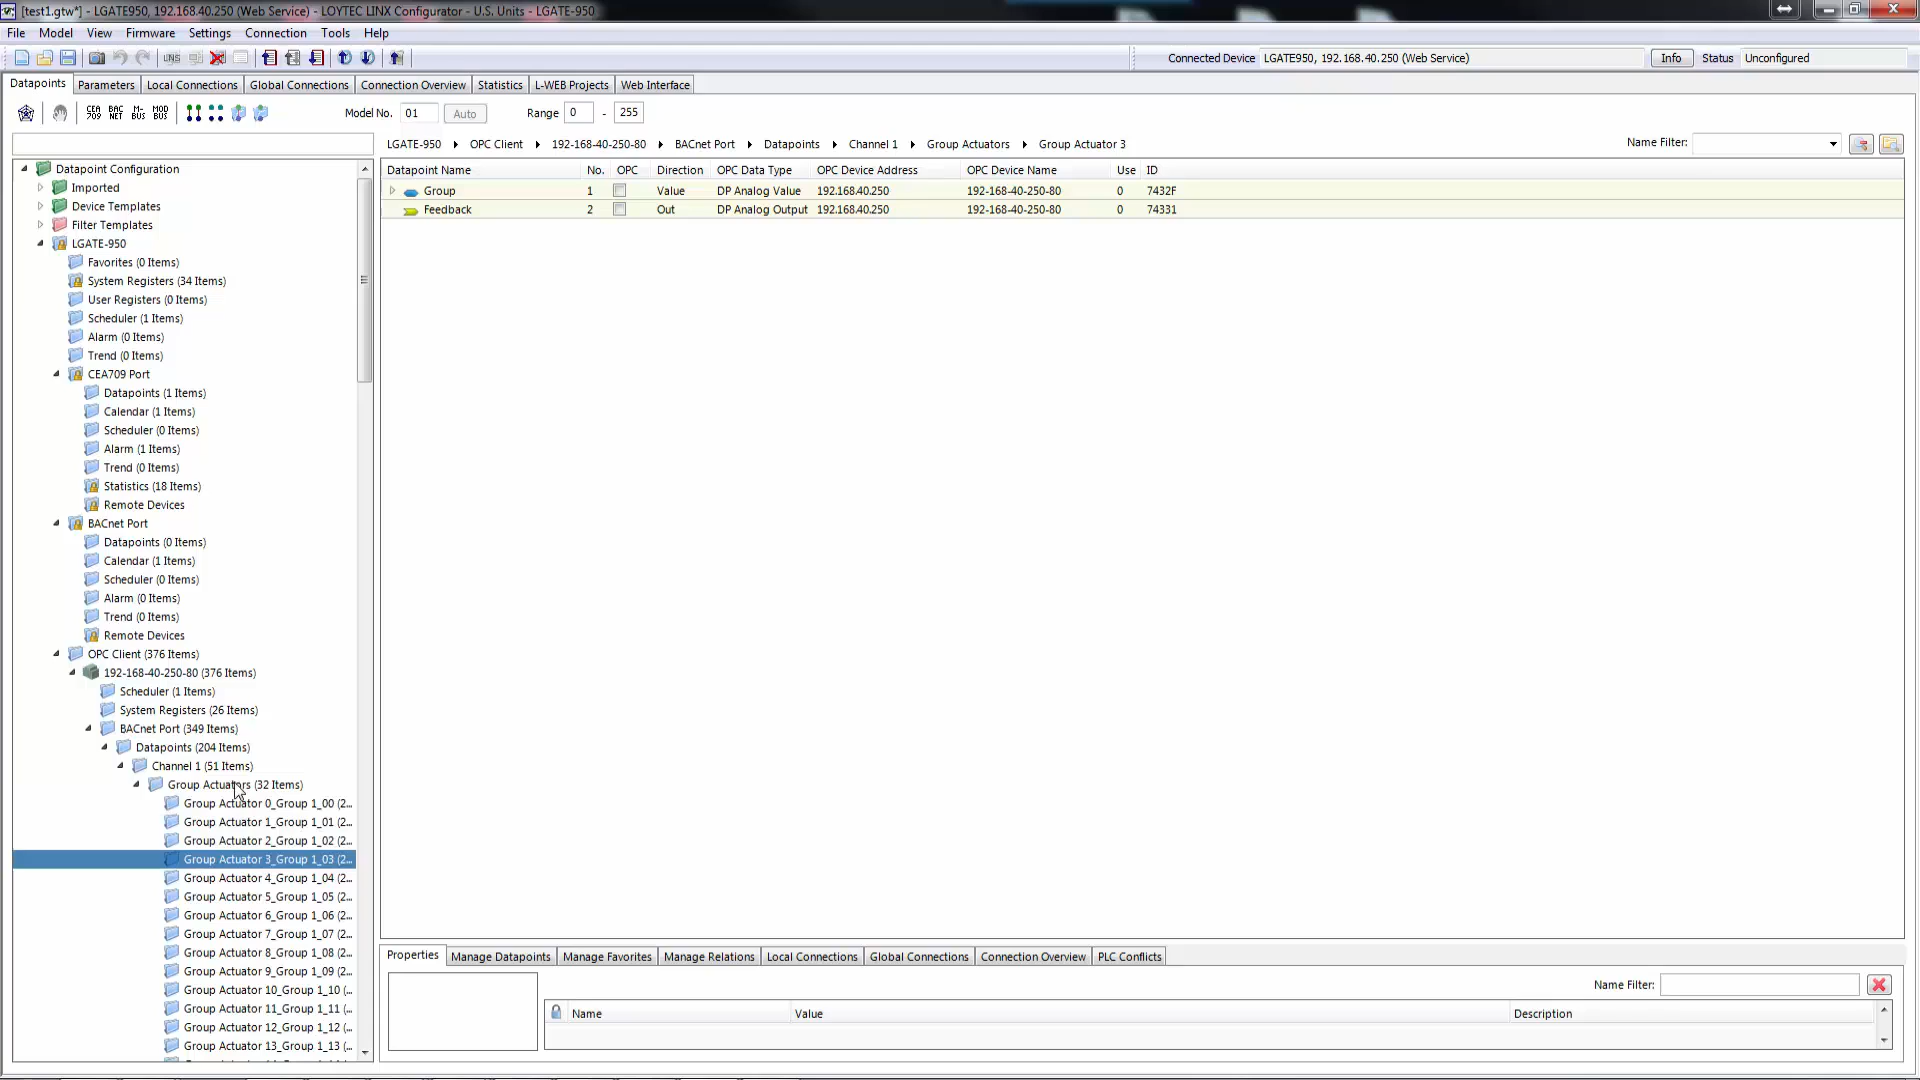 [test1.gtw*] - LGATE950, 192.168.40.250 (Web Service) - LOYTEC LINX Configurator - U.S. Units - LGATE-950
File Model View Firmware Settings Connection Tools Help
LNS Connected Device LGATE950, 192.168.40.250 (Web Service) Info Status Unconfigured
Datapoints Parameters Local Connections Global Connections Connection Overview Statistics L-WEB Projects Web Interface
CEA 709 BAC NET M- BUS MOD BUS Model No. 01 Auto Range 0 - 255
LGATE-950 OPC Client 192-168-40-250-80 BACnet Port Datapoints Channel 1 Group Actuators Group Actuator 3 Name Filter:
Datapoint Name No. OPC Direction OPC Data Type OPC Device Address OPC Device Name Use ID
Group 1 Value DP Analog Value 192.168.40.250 192-168-40-250-80 0 7432F
Feedback 2 Out DP Analog Output 192.168.40.250 192-168-40-250-80 0 74331
Datapoint Configuration
Imported
Device Templates
Filter Templates
LGATE-950
Favorites (0 Items)
System Registers (34 Items)
User Registers (0 Items)
Scheduler (1 Items)
Alarm (0 Items)
Trend (0 Items)
CEA709 Port
Datapoints (1 Items)
Calendar (1 Items)
Scheduler (0 Items)
Alarm (1 Items)
Trend (0 Items)
Statistics (18 Items)
Remote Devices
BACnet Port
Datapoints (0 Items)
Calendar (1 Items)
Scheduler (0 Items)
Alarm (0 Items)
Trend (0 Items)
Remote Devices
OPC Client (376 Items)
192-168-40-250-80 (376 Items)
Scheduler (1 Items)
System Registers (26 Items)
BACnet Port (349 Items)
Datapoints (204 Items)
Channel 1 (51 Items)
Group Actuators (32 Items)
Group Actuator 0_Group 1_00 (2...
Group Actuator 1_Group 1_01 (2...
Group Actuator 2_Group 1_02 (2...
Group Actuator 3_Group 1_03 (2...
Group Actuator 4_Group 1_04 (2...
Group Actuator 5_Group 1_05 (2...
Group Actuator 6_Group 1_06 (2...
Group Actuator 7_Group 1_07 (2...
Group Actuator 8_Group 1_08 (2...
Group Actuator 9_Group 1_09 (2...
Group Actuator 10_Group 1_10 (...
Group Actuator 11_Group 1_11 (...
Group Actuator 12_Group 1_12 (...
Group Actuator 13_Group 1_13 (...
Properties Manage Datapoints Manage Favorites Manage Relations Local Connections Global Connections Connection Overview PLC Conflicts
Name Filter:
Name Value Description